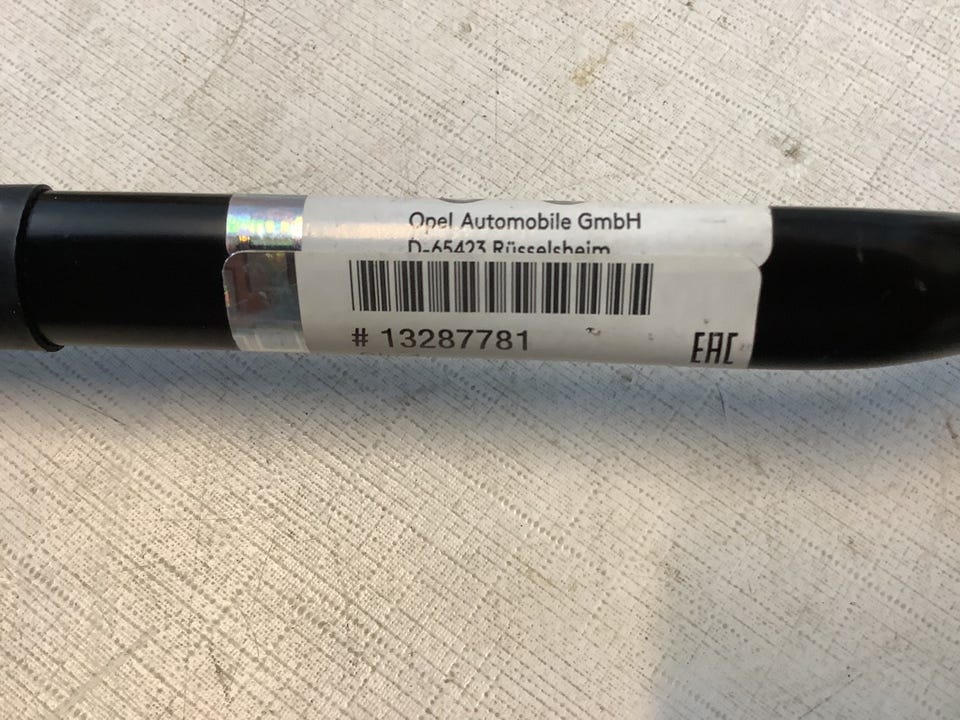 Opel Automobile GmbH
D-65423 Rüsselsheim
# 13287781
EAC